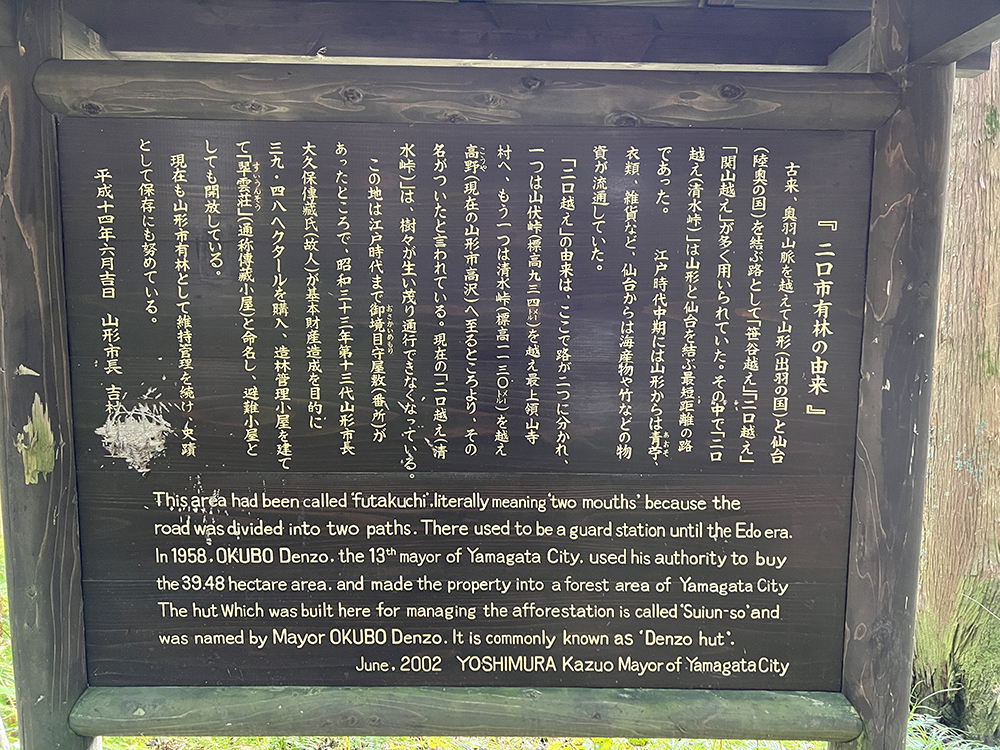 『二口市有林の由来』
古来、奥羽山脈を越えて山形(出羽の国)と仙台
(陸奥の国)を結ぶ路として「笹谷越え」「二口越え」
「関山越え」が多く用いられていた。その中で「二口
越え(清水峠)」は山形と仙台を結ぶ最短距離の路
であった。 江戸時代中期には山形からは青苧、
あおそ
衣類、雑貨など、仙台からは海産物や竹などの物
資が流通していた。
「二口越え」の由来は、ここで路が二つに分かれ、
一つは山伏峠(標高九三四㍍)を越え最上領山寺
村へ、もう一つは清水峠(標高一一三〇㍍)を越え
高野(現在の山形市高沢)へ至るところより、その
こうや
名がついたと言われている。現在の「二口越え(清
水峠)」は、樹々が生い茂り通行できなくなっている。
この地は江戸時代まで御境目守屋敷(番所)が
おさかいめもり
あったところで、昭和三十三年第十三代山形市長
大久保傳藏氏(故人)が基本財産造成を目的に
三九・四八ヘクタールを購入、造林管理小屋を建て
て「翠雲荘」(通称傳藏小屋)と命名し、避難小屋と
すいうんそう
しても開放している。
現在も山形市有林として維持管理を続け、史蹟
として保存にも努めている。
平成十四年六月吉日 山形市長 吉村
This area had been called 'futakuchi', literally meaning 'two mouths' because the
road was divided into two paths. There used to be a guard station until the Edo era.
In 1958, OKUBO Denzo, the 13th mayor of Yamagata City, used his authority to buy
the 39.48 hectare area, and made the property into a forest area of Yamagata City
The hut Which was built here for managing the afforestation is called 'Suiun-so' and
was named by Mayor OKUBO Denzo. It is commonly known as 'Denzo hut'.
June, 2002 YOSHIMURA Kazuo Mayor of Yamagata City